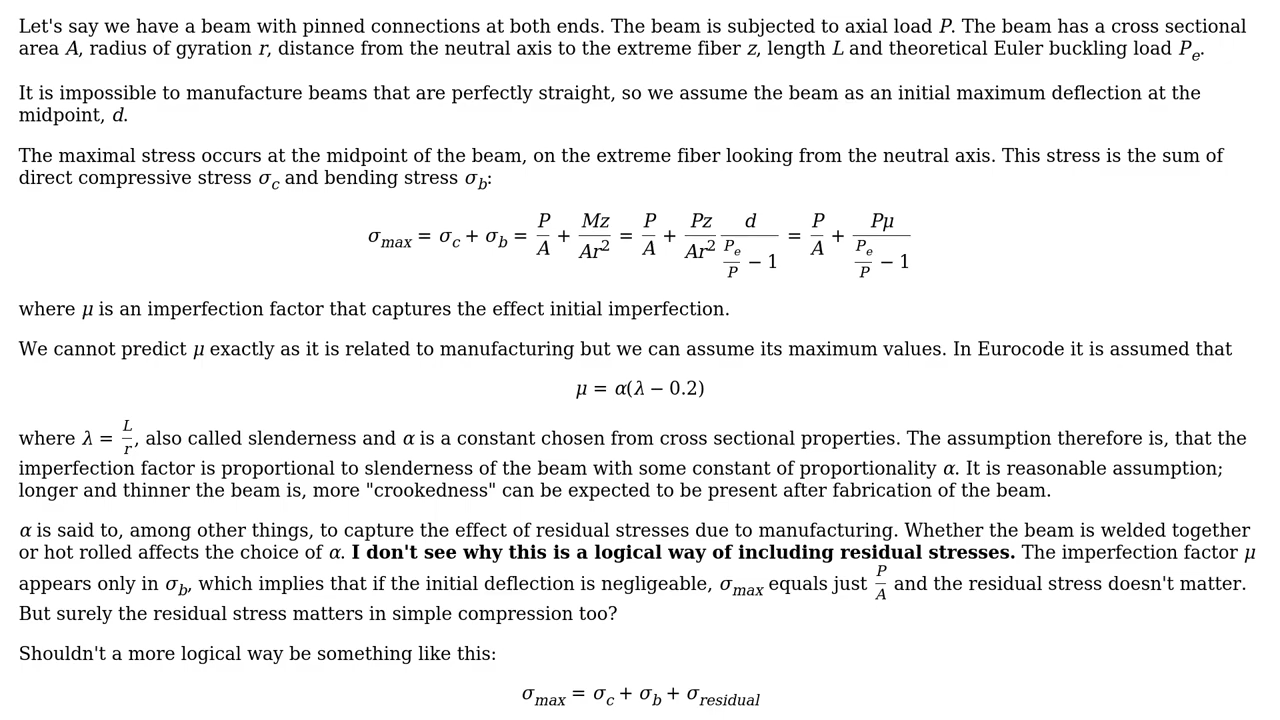 Let's say we have a beam with pinned connections at both ends. The beam is subjected to axial load P. The beam has a cross sectional
area A, radius of gyration r, distance from the neutral axis to the extreme fiber z, length L and theoretical Euler buckling load P_e.
It is impossible to manufacture beams that are perfectly straight, so we assume the beam as an initial maximum deflection at the
midpoint, d.
The maximal stress occurs at the midpoint of the beam, on the extreme fiber looking from the neutral axis. This stress is the sum of
direct compressive stress σ_c and bending stress σ_b:
σ_max = σ_c + σ_b = P/A + Mz/(Ar²) = P/A + Pz/(Ar²) d/(P_e/P − 1) = P/A + Pμ/(P_e/P − 1)
where μ is an imperfection factor that captures the effect initial imperfection.
We cannot predict μ exactly as it is related to manufacturing but we can assume its maximum values. In Eurocode it is assumed that
μ = α(λ − 0.2)
where λ = L/r, also called slenderness and α is a constant chosen from cross sectional properties. The assumption therefore is, that the
imperfection factor is proportional to slenderness of the beam with some constant of proportionality α. It is reasonable assumption;
longer and thinner the beam is, more "crookedness" can be expected to be present after fabrication of the beam.
α is said to, among other things, to capture the effect of residual stresses due to manufacturing. Whether the beam is welded together
or hot rolled affects the choice of α. I don't see why this is a logical way of including residual stresses. The imperfection factor μ
appears only in σ_b, which implies that if the initial deflection is negligeable, σ_max equals just P/A and the residual stress doesn't matter.
But surely the residual stress matters in simple compression too?
Shouldn't a more logical way be something like this:
σ_max = σ_c + σ_b + σ_residual